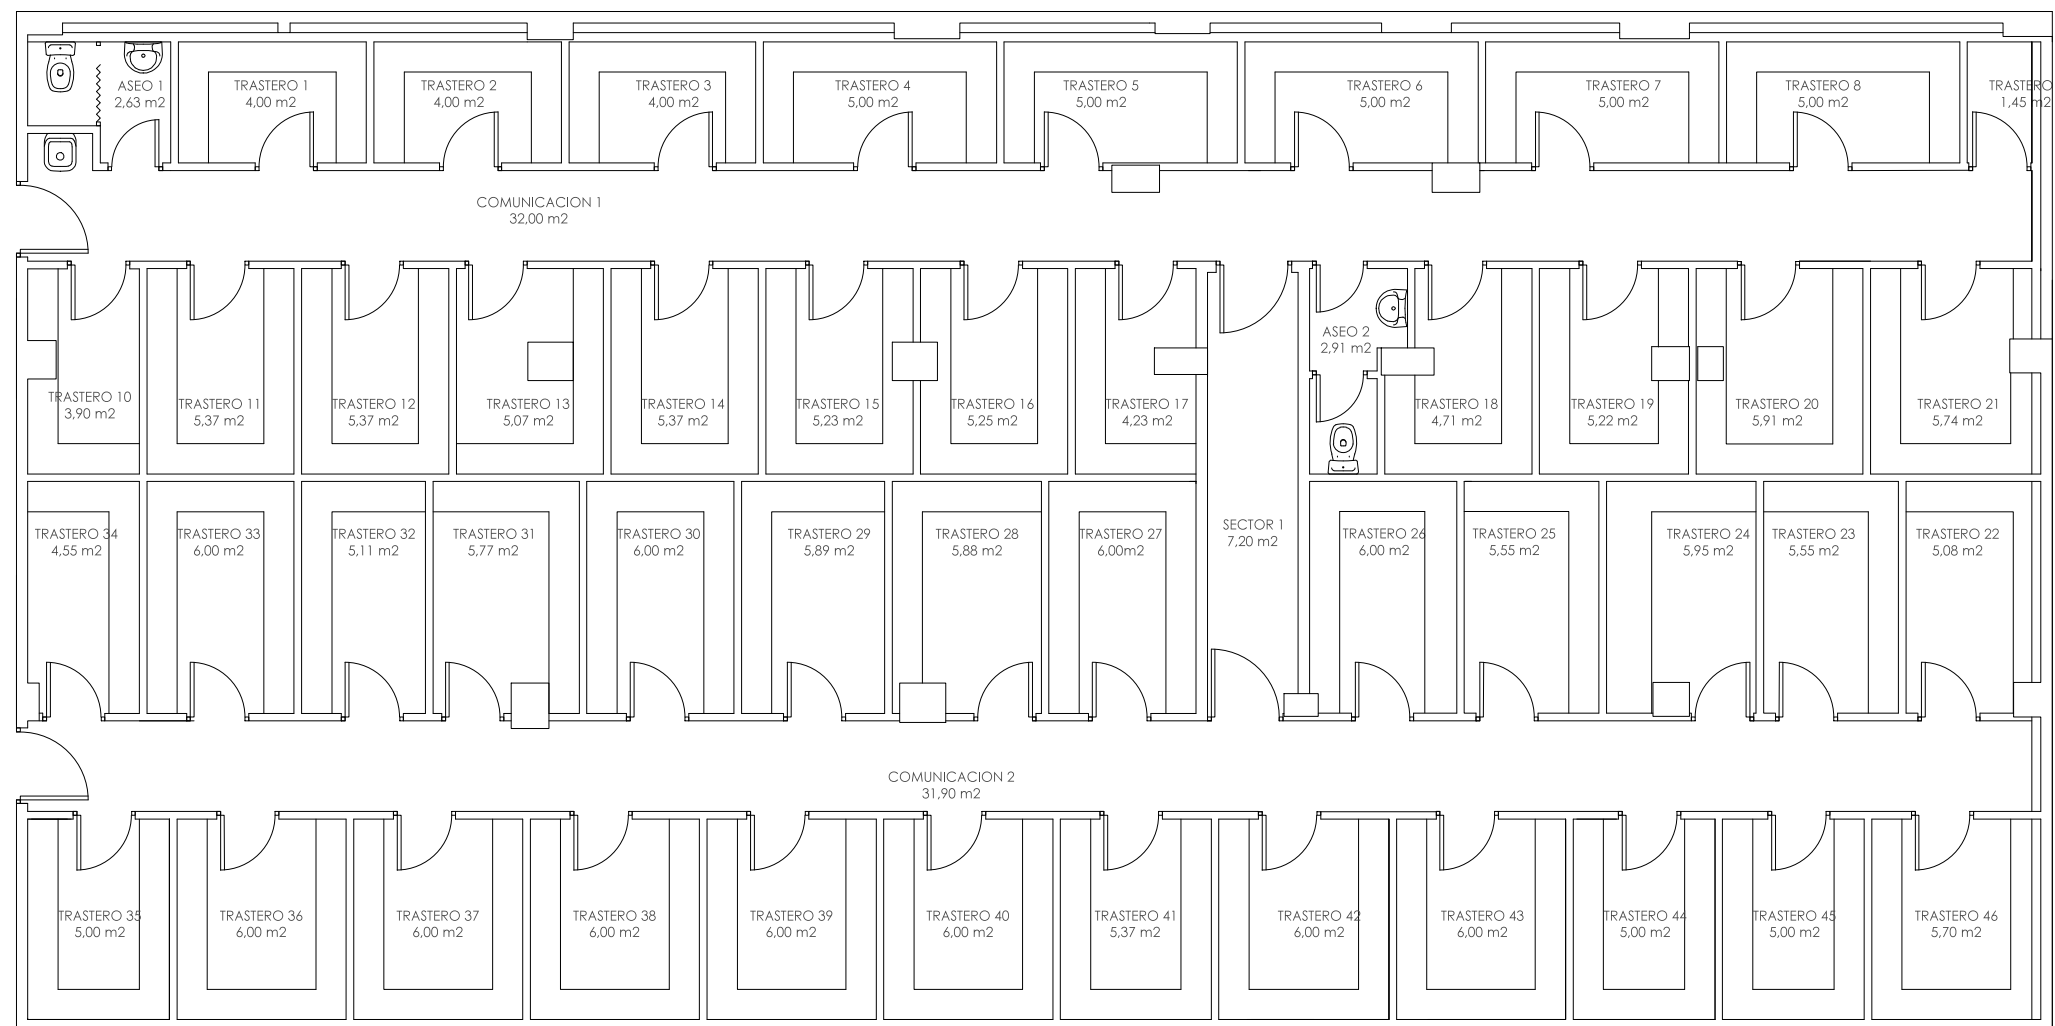 ASEO 1
2,63 m2
TRASTERO 1
4,00 m2
TRASTERO 2
4,00 m2
TRASTERO 3
4,00 m2
TRASTERO 4
5,00 m2
TRASTERO 5
5,00 m2
TRASTERO 6
5,00 m2
TRASTERO 7
5,00 m2
TRASTERO 8
5,00 m2
TRASTERO
1,45 m2
COMUNICACION 1
32,00 m2
TRASTERO 10
3,90 m2
TRASTERO 11
5,37 m2
TRASTERO 12
5,37 m2
TRASTERO 13
5,07 m2
TRASTERO 14
5,37 m2
TRASTERO 15
5,23 m2
TRASTERO 16
5,25 m2
TRASTERO 17
4,23 m2
ASEO 2
2,91 m2
TRASTERO 18
4,71 m2
TRASTERO 19
5,22 m2
TRASTERO 20
5,91 m2
TRASTERO 21
5,74 m2
TRASTERO 34
4,55 m2
TRASTERO 33
6,00 m2
TRASTERO 32
5,11 m2
TRASTERO 31
5,77 m2
TRASTERO 30
6,00 m2
TRASTERO 29
5,89 m2
TRASTERO 28
5,88 m2
TRASTERO 27
6,00m2
SECTOR 1
7,20 m2
TRASTERO 26
6,00 m2
TRASTERO 25
5,55 m2
TRASTERO 24
5,95 m2
TRASTERO 23
5,55 m2
TRASTERO 22
5,08 m2
COMUNICACION 2
31,90 m2
TRASTERO 35
5,00 m2
TRASTERO 36
6,00 m2
TRASTERO 37
6,00 m2
TRASTERO 38
6,00 m2
TRASTERO 39
6,00 m2
TRASTERO 40
6,00 m2
TRASTERO 41
5,37 m2
TRASTERO 42
6,00 m2
TRASTERO 43
6,00 m2
TRASTERO 44
5,00 m2
TRASTERO 45
5,00 m2
TRASTERO 46
5,70 m2